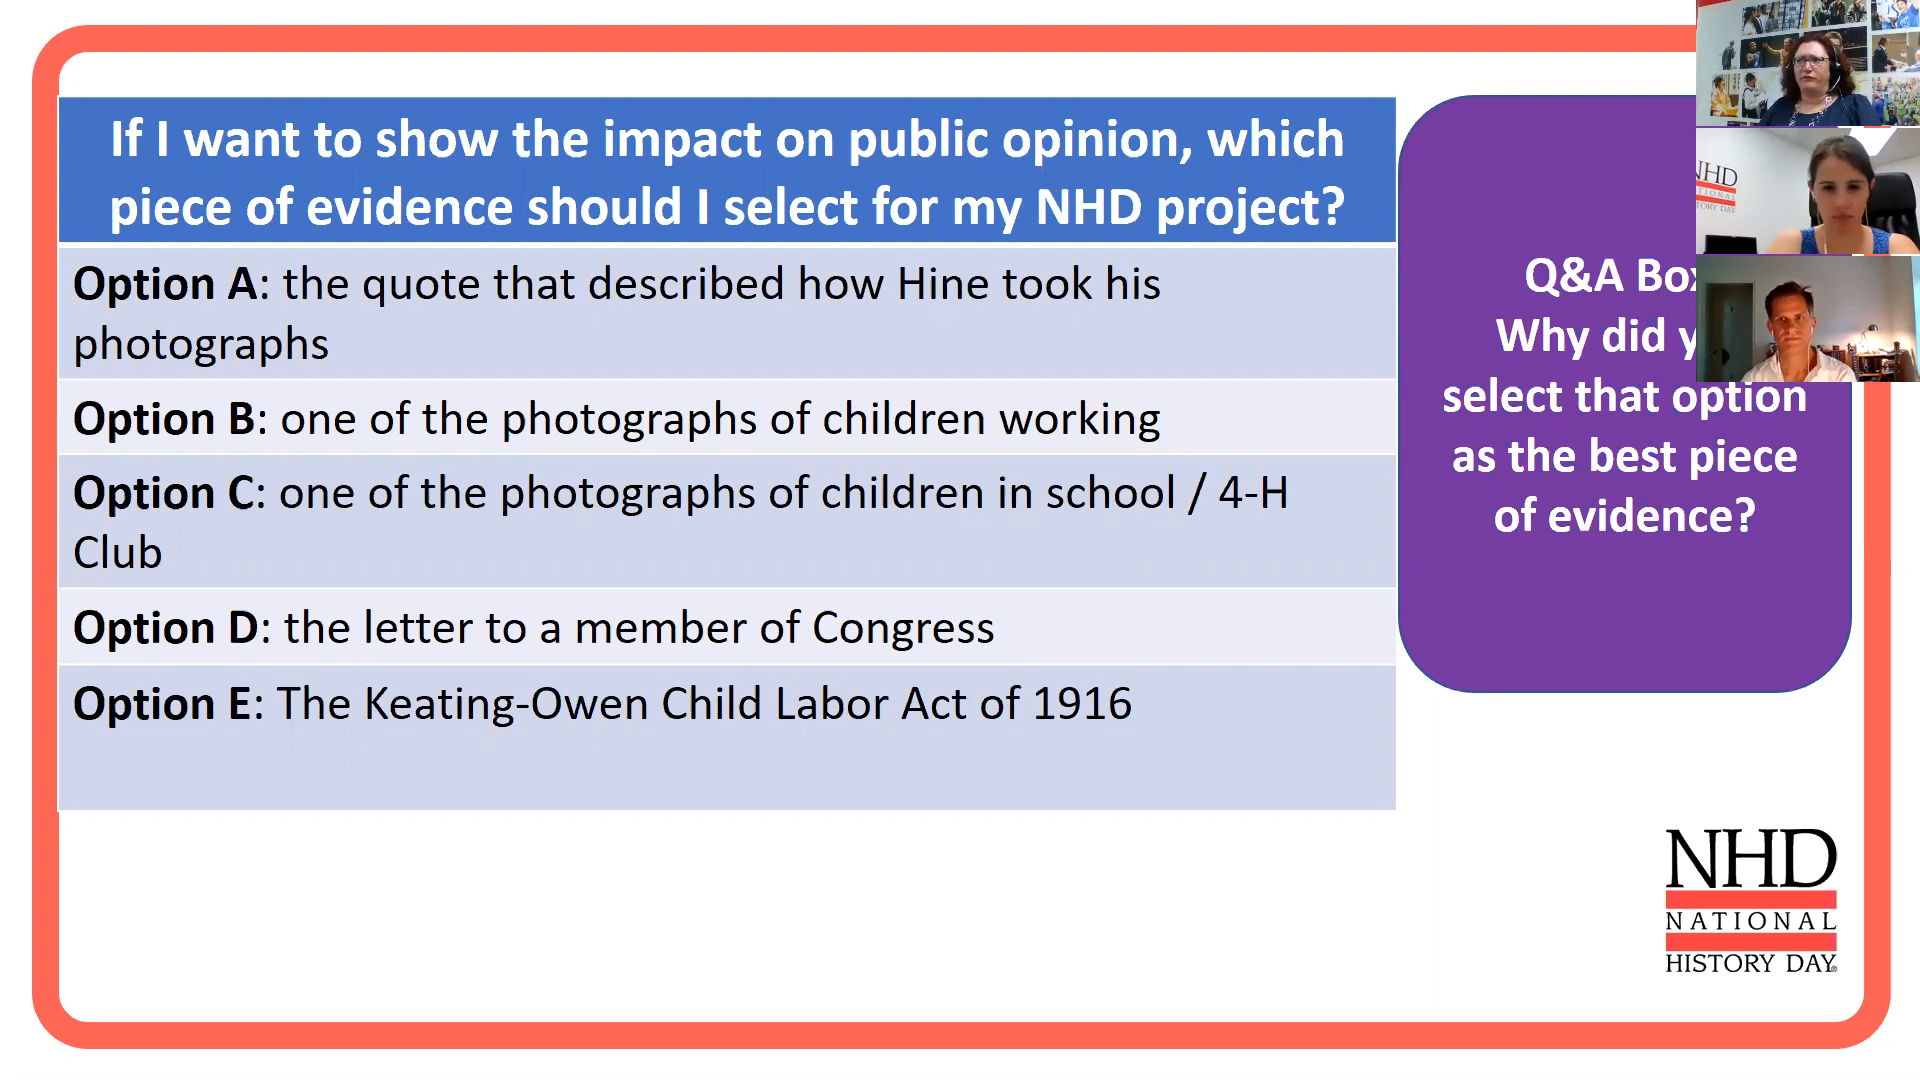 If I want to show the impact on public opinion, which
piece of evidence should I select for my NHD project?
Option A: the quote that described how Hine took his
photographs
Option B: one of the photographs of children working
Option C: one of the photographs of children in school / 4-H
Club
Option D: the letter to a member of Congress
Option E: The Keating-Owen Child Labor Act of 1916
Q&A Box
Why did y
select that option
as the best piece
of evidence?
NHD
HISTORY DAY
NHD
NATIONAL
HISTORY DAY